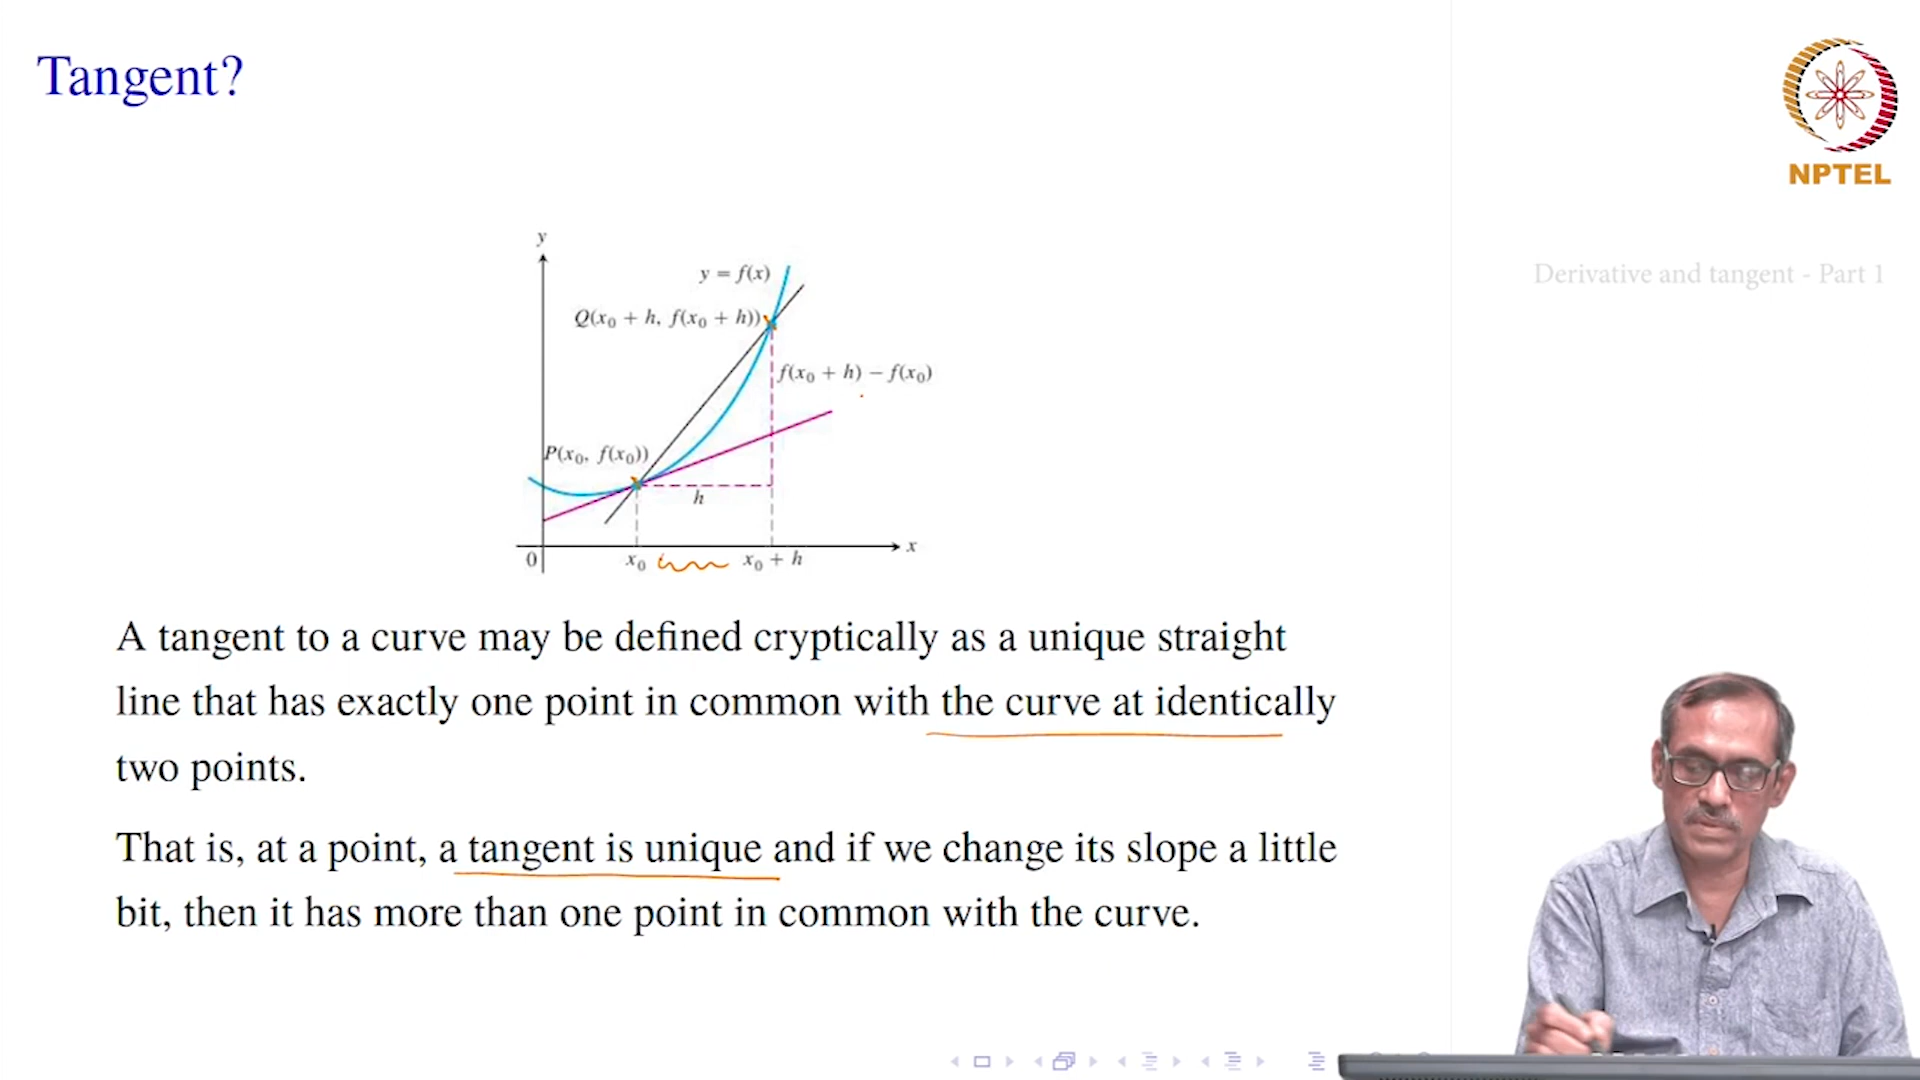 Tangent?
NPTEL
Derivative and tangent - Part 1
y
y = f(x)
Q(x₀ + h, f(x₀ + h))
f(x₀ + h) − f(x₀)
P(x₀, f(x₀))
h
0 x₀ x₀ + h x
A tangent to a curve may be defined cryptically as a unique straight
line that has exactly one point in common with the curve at identically
two points.
That is, at a point, a tangent is unique and if we change its slope a little
bit, then it has more than one point in common with the curve.